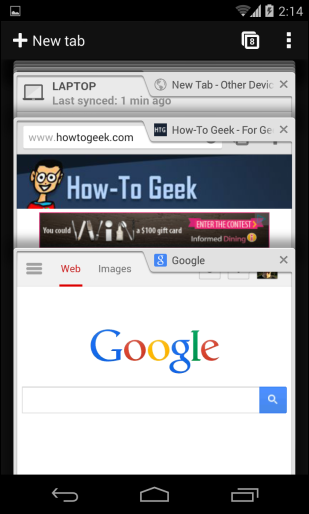 2:14
New tab
8
LAPTOP
New Tab - Other Devic
Last synced: 1 min ago
www.howtogeek.com
HTG
How-To Geek - For Gee
How-To Geek
You could WIN a $100 gift card
ENTER THE CONTEST
Informed Dining
Web
Images
8
Google
Google